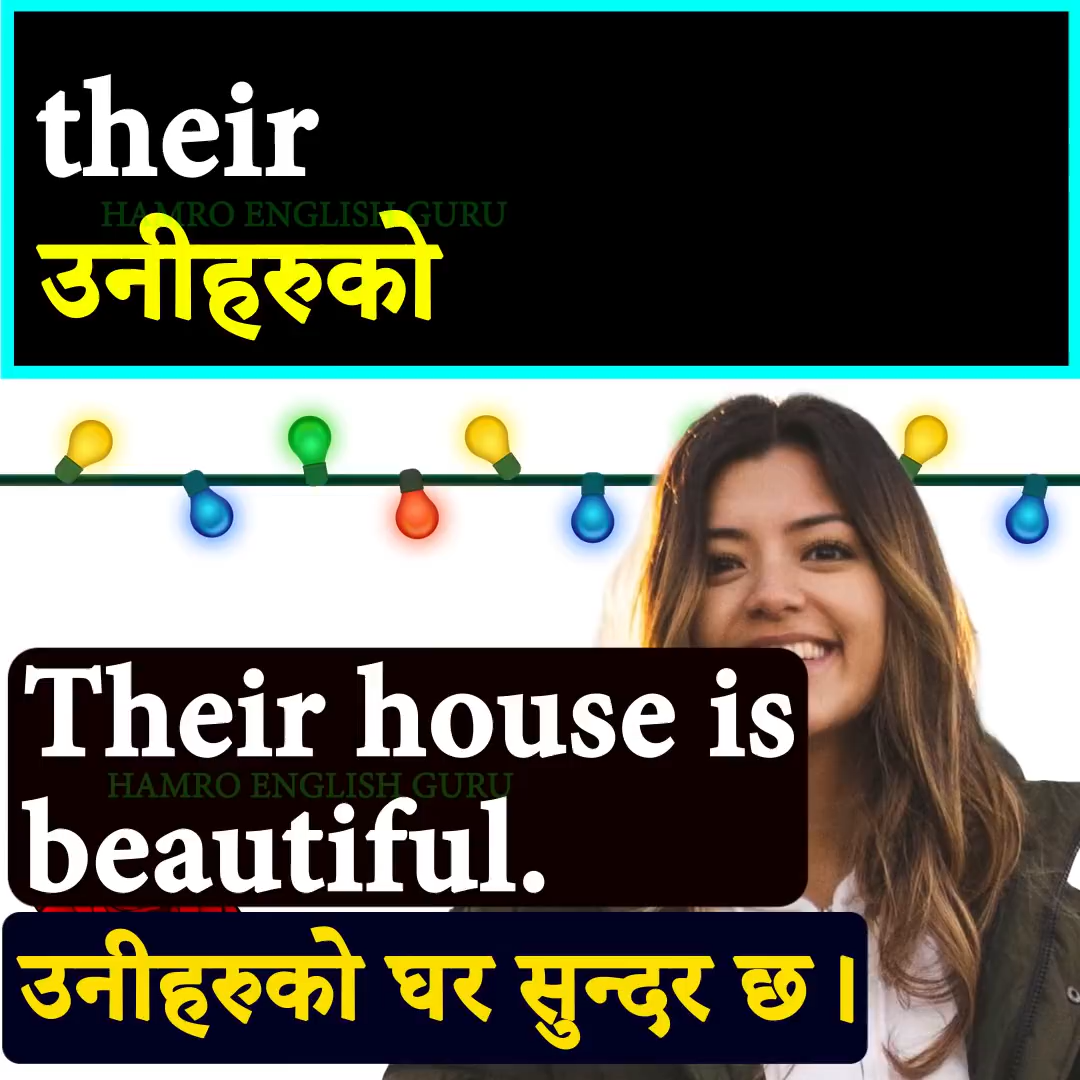 their
HAMRO ENGLISH GURU
उनीहरुको
Their house is
HAMRO ENGLISH GURU
beautiful.
उनीहरुको घर सुन्दर छ ।